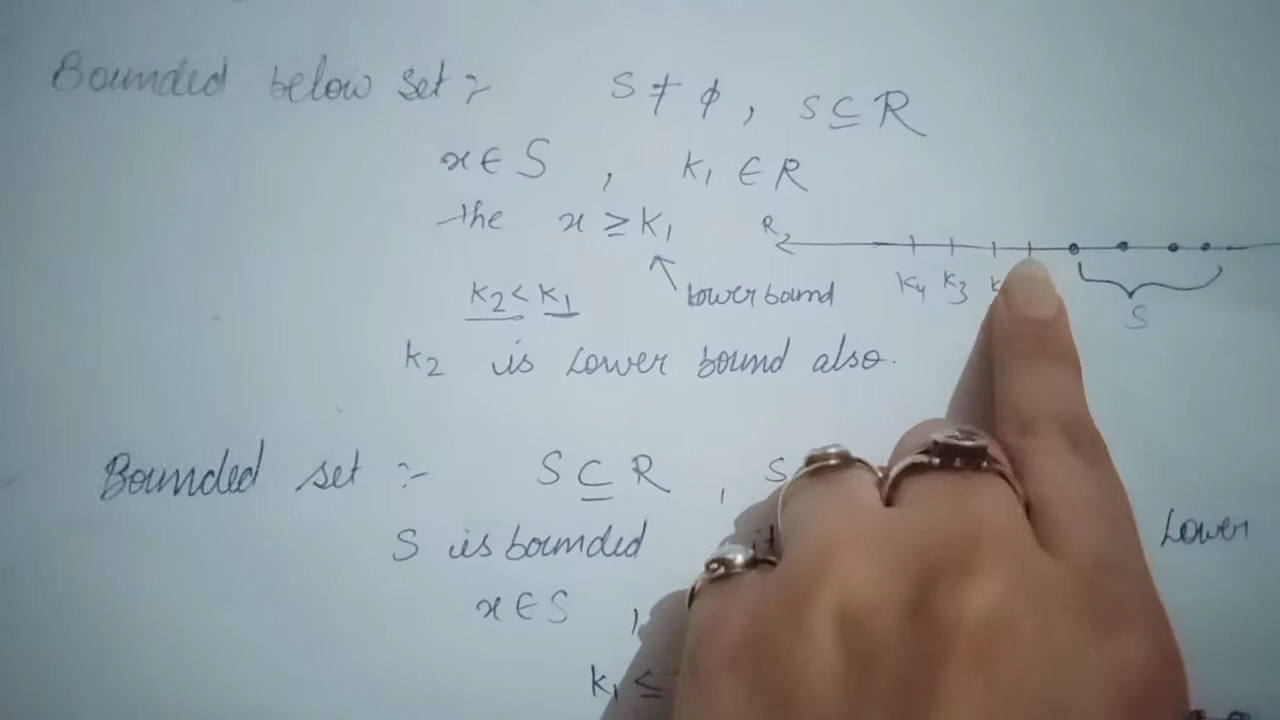 Bounded below set :- S ≠ ϕ , S ⊆ R
x ∈ S , k₁ ∈ R
the x ≥ k₁
R
k₄ k₃ k
S
↑ Lower bound
k₂ < k₁
k₂ is Lower bound also.
Bounded set :- S ⊆ R , S
S is bounded it Lower
x ∈ S ,
k₁ ≤